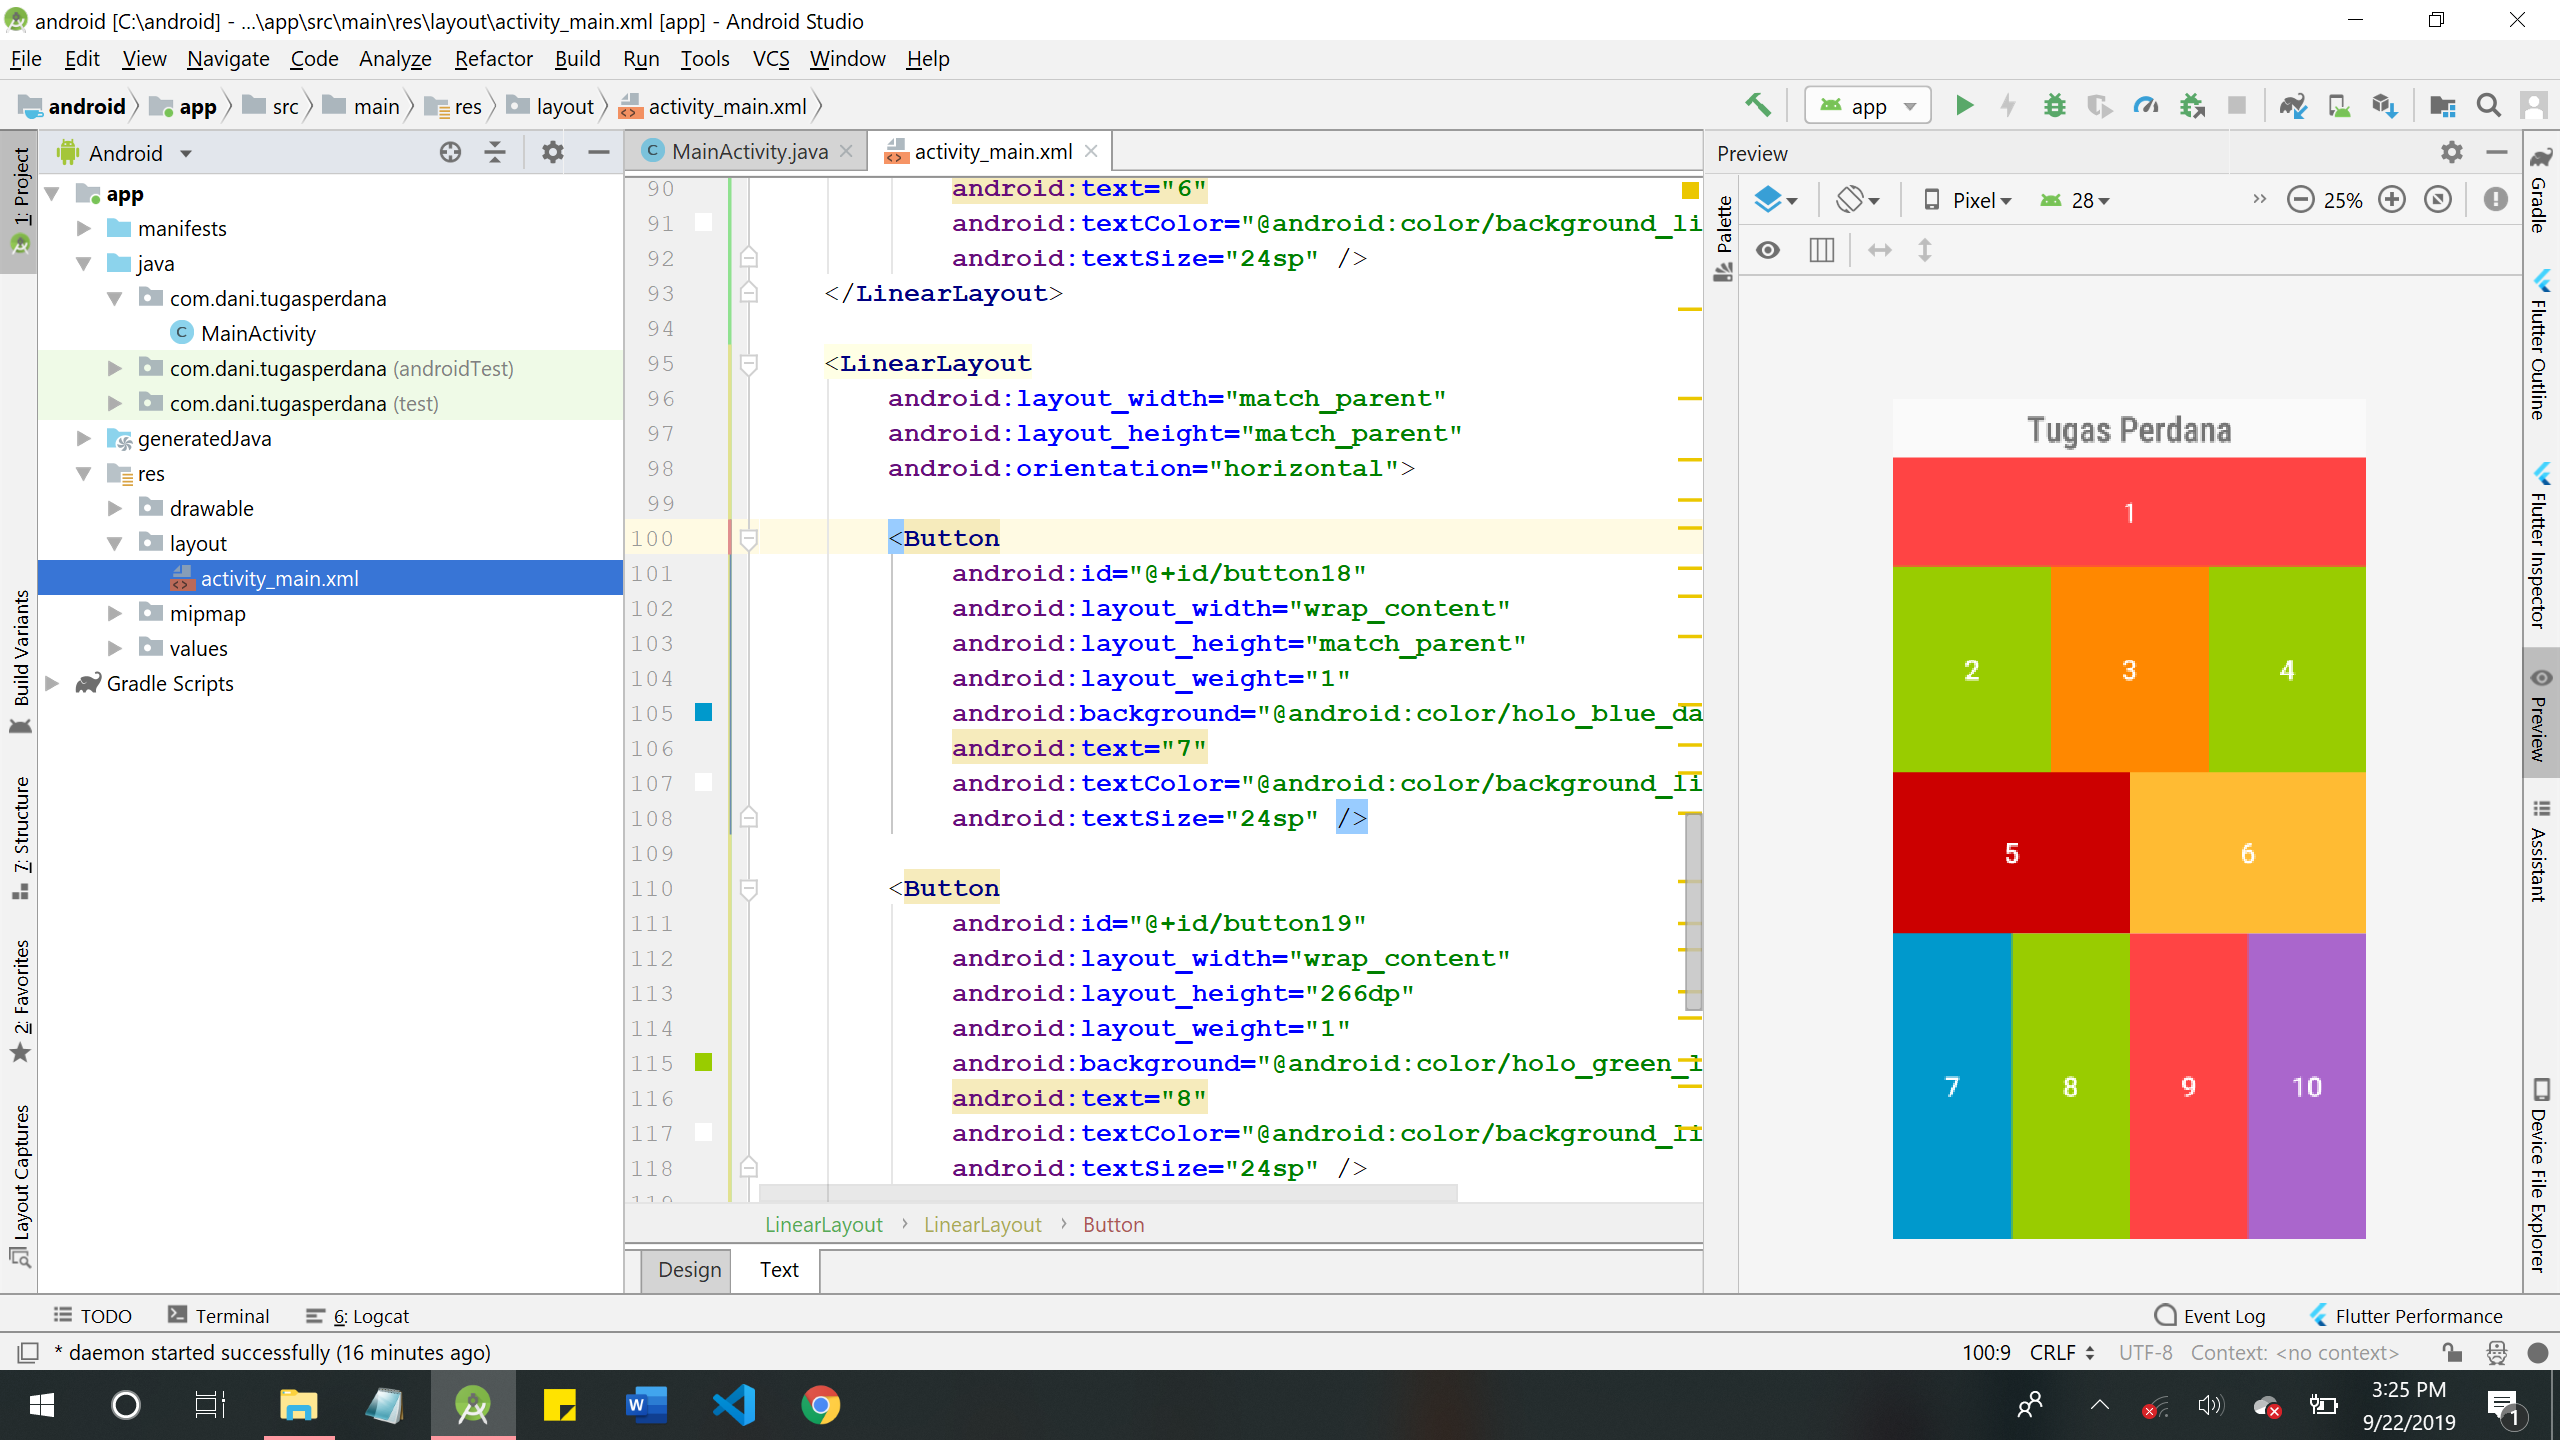 android [C:\android] - ...\app\src\main\res\layout\activity_main.xml [app] - Android Studio
File Edit View Navigate Code Analyze Refactor Build Run Tools VCS Window Help
android app src main res layout activity_main.xml
app
Android
MainActivity.java
activity_main.xml
Preview
app
manifests
java
com.dani.tugasperdana
MainActivity
com.dani.tugasperdana (androidTest)
com.dani.tugasperdana (test)
generatedJava
res
drawable
layout
activity_main.xml
mipmap
values
Gradle Scripts
1: Project
Build Variants
7: Structure
2: Favorites
Layout Captures
90 android:text="6"
91 android:textColor="@android:color/background_li
92 android:textSize="24sp" />
93 </LinearLayout>
94
95 <LinearLayout
96 android:layout_width="match_parent"
97 android:layout_height="match_parent"
98 android:orientation="horizontal">
99
100 <Button
101 android:id="@+id/button18"
102 android:layout_width="wrap_content"
103 android:layout_height="match_parent"
104 android:layout_weight="1"
105 android:background="@android:color/holo_blue_da
106 android:text="7"
107 android:textColor="@android:color/background_li
108 android:textSize="24sp" />
109
110 <Button
111 android:id="@+id/button19"
112 android:layout_width="wrap_content"
113 android:layout_height="266dp"
114 android:layout_weight="1"
115 android:background="@android:color/holo_green_l
116 android:text="8"
117 android:textColor="@android:color/background_li
118 android:textSize="24sp" />
LinearLayout › LinearLayout › Button
Design Text
Palette
Pixel 28 25%
Tugas Perdana
1
2 3 4
5 6
7 8 9 10
Gradle
Flutter Outline
Flutter Inspector
Preview
Assistant
Device File Explorer
TODO Terminal 6: Logcat Event Log Flutter Performance
* daemon started successfully (16 minutes ago) 100:9 CRLF UTF-8 Context: <no context>
3:25 PM
9/22/2019
1